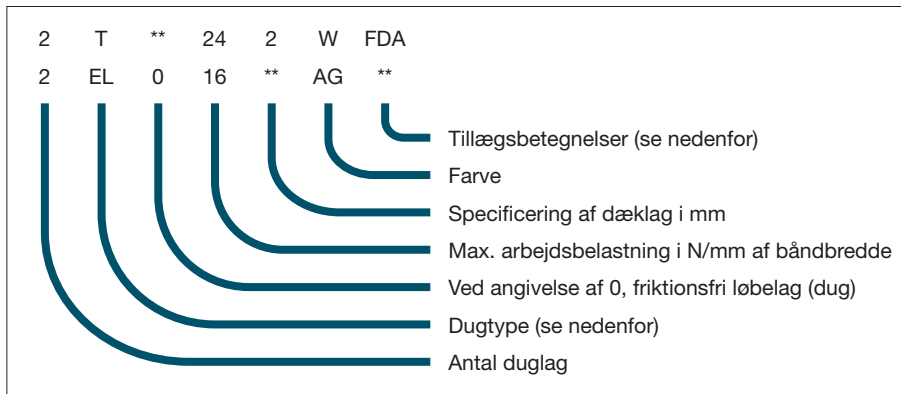 2 T ** 24 2 W FDA
2 EL 0 16 ** AG **
Tillægsbetegnelser (se nedenfor)
Farve
Specificering af dæklag i mm
Max. arbejdsbelastning i N/mm af båndbredde
Ved angivelse af 0, friktionsfri løbelag (dug)
Dugtype (se nedenfor)
Antal duglag